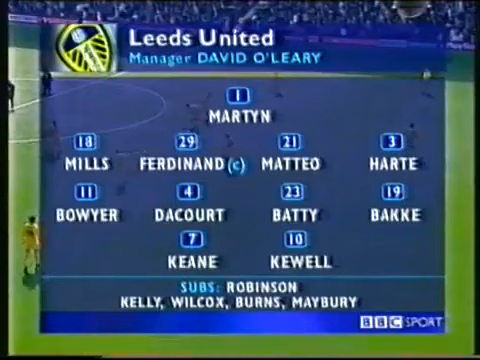 Leeds United
Manager DAVID O'LEARY
1
MARTYN
18 29 21 3
MILLS FERDINAND (c) MATTEO HARTE
11 4 23 19
BOWYER DACOURT BATTY BAKKE
7 10
KEANE KEWELL
SUBS: ROBINSON
KELLY, WILCOX, BURNS, MAYBURY
BBC SPORT